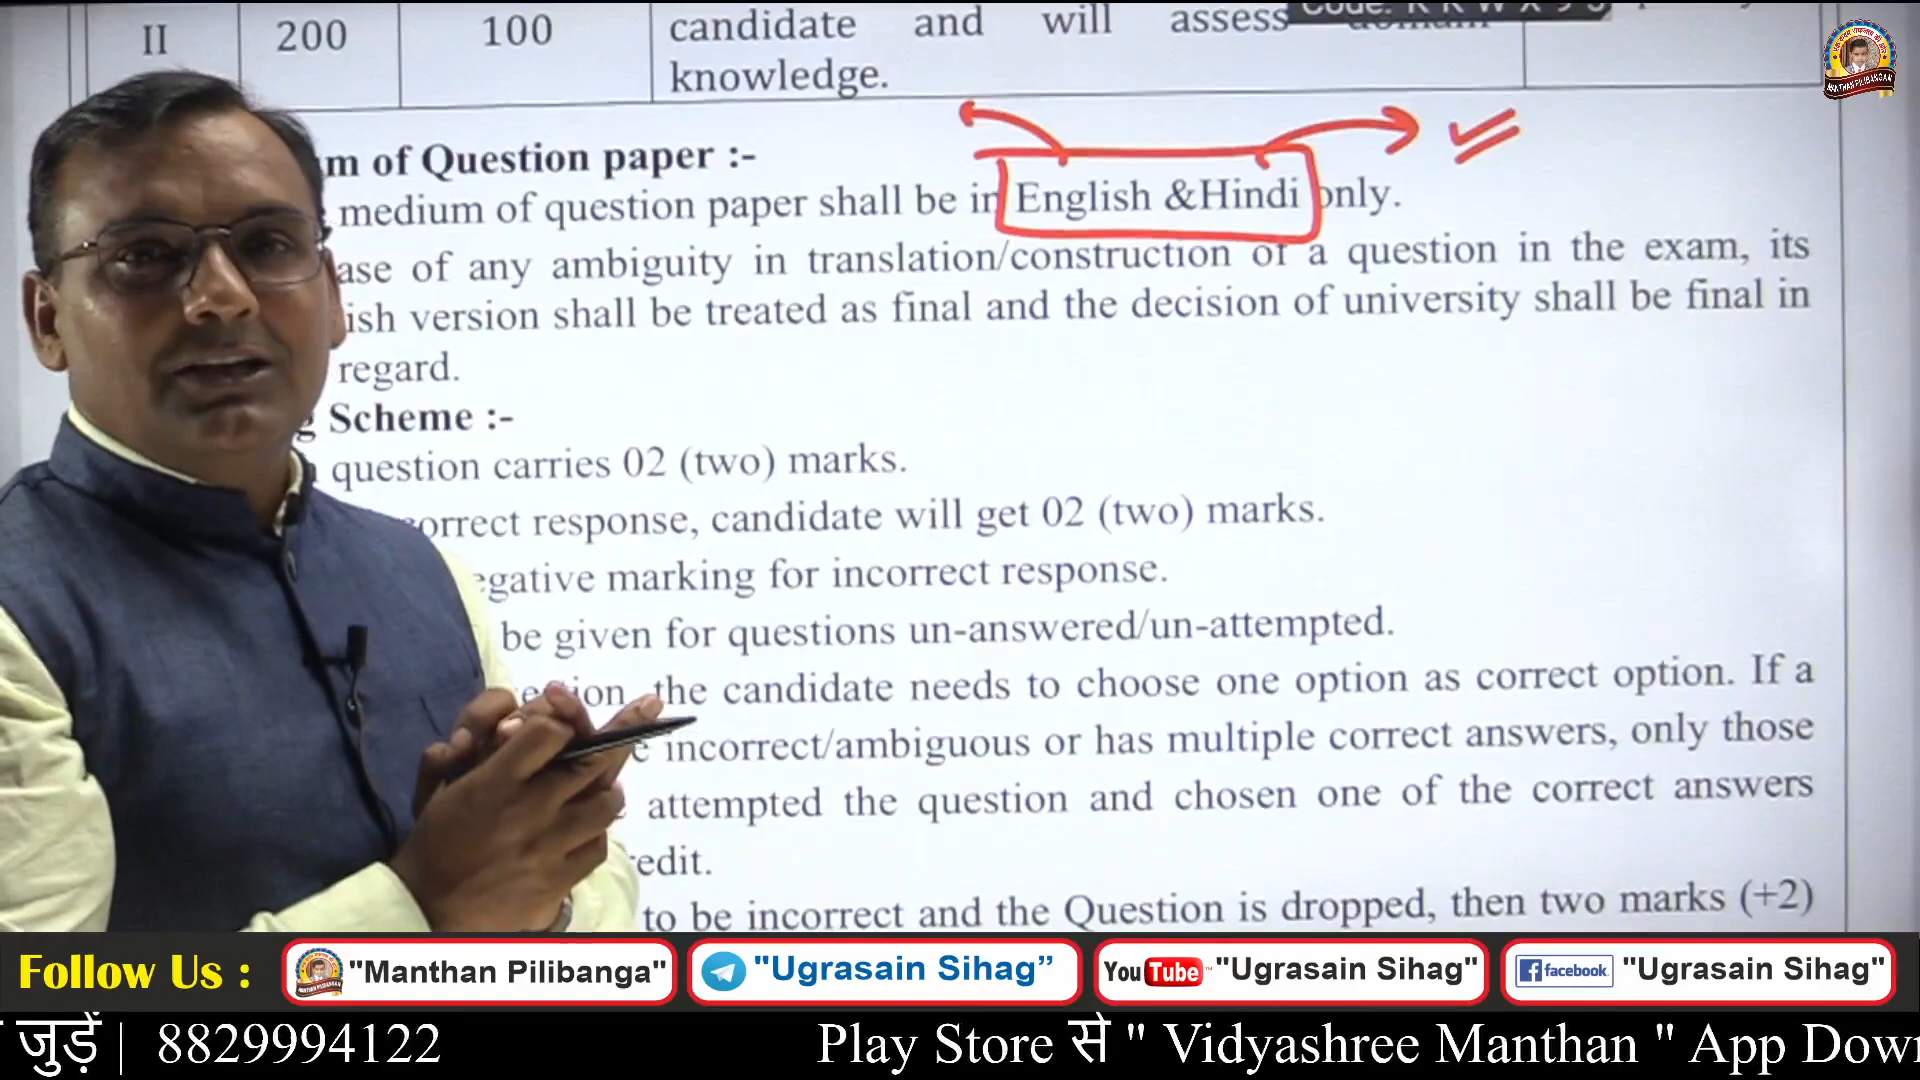 II 200 100 candidate and will assess domain
knowledge.
m of Question paper :-
medium of question paper shall be in English &Hindi only.
ase of any ambiguity in translation/construction of a question in the exam, its
ish version shall be treated as final and the decision of university shall be final in
regard.
g Scheme :-
question carries 02 (two) marks.
orrect response, candidate will get 02 (two) marks.
egative marking for incorrect response.
be given for questions un-answered/un-attempted.
the candidate needs to choose one option as correct option. If a
incorrect/ambiguous or has multiple correct answers, only those
attempted the question and chosen one of the correct answers
edit.
to be incorrect and the Question is dropped, then two marks (+2)
MANTHAN PILIBANGAN
Follow Us : "Manthan Pilibanga" "Ugrasain Sihag” YouTube "Ugrasain Sihag" facebook. "Ugrasain Sihag"
जुड़ें | 8829994122 Play Store से " Vidyashree Manthan " App Down